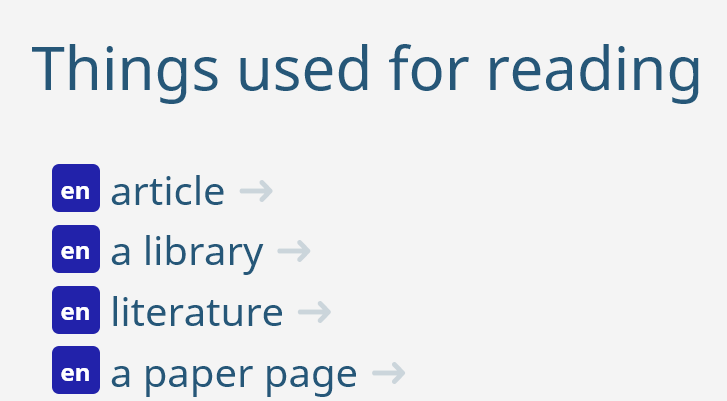 Things used for reading
en article →
en a library →
en literature →
en a paper page →